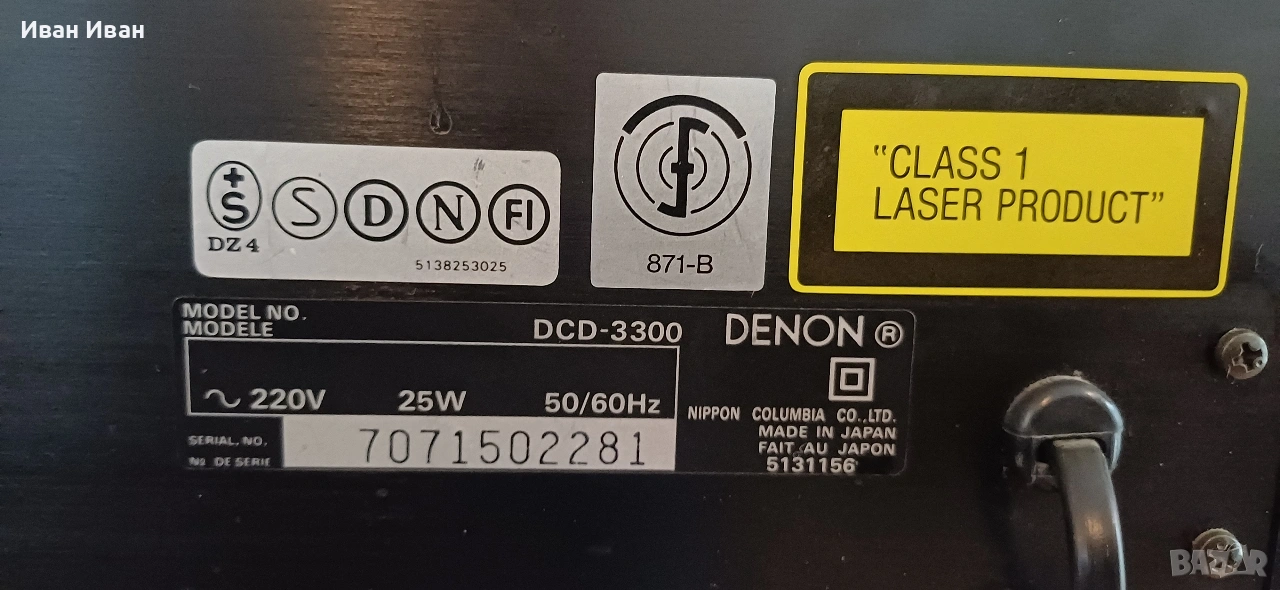 Иван Иван
+S S D N FI
DZ4
5138253025
871-B
"CLASS 1
LASER PRODUCT"
MODEL NO.
MODELE
DCD-3300
220V 25W 50/60Hz
SERIAL. NO.
No DE SERIE
7071502281
DENON ®
NIPPON COLUMBIA CO.,LTD.
MADE IN JAPAN
FAIT AU JAPON
5131156
BAZAR